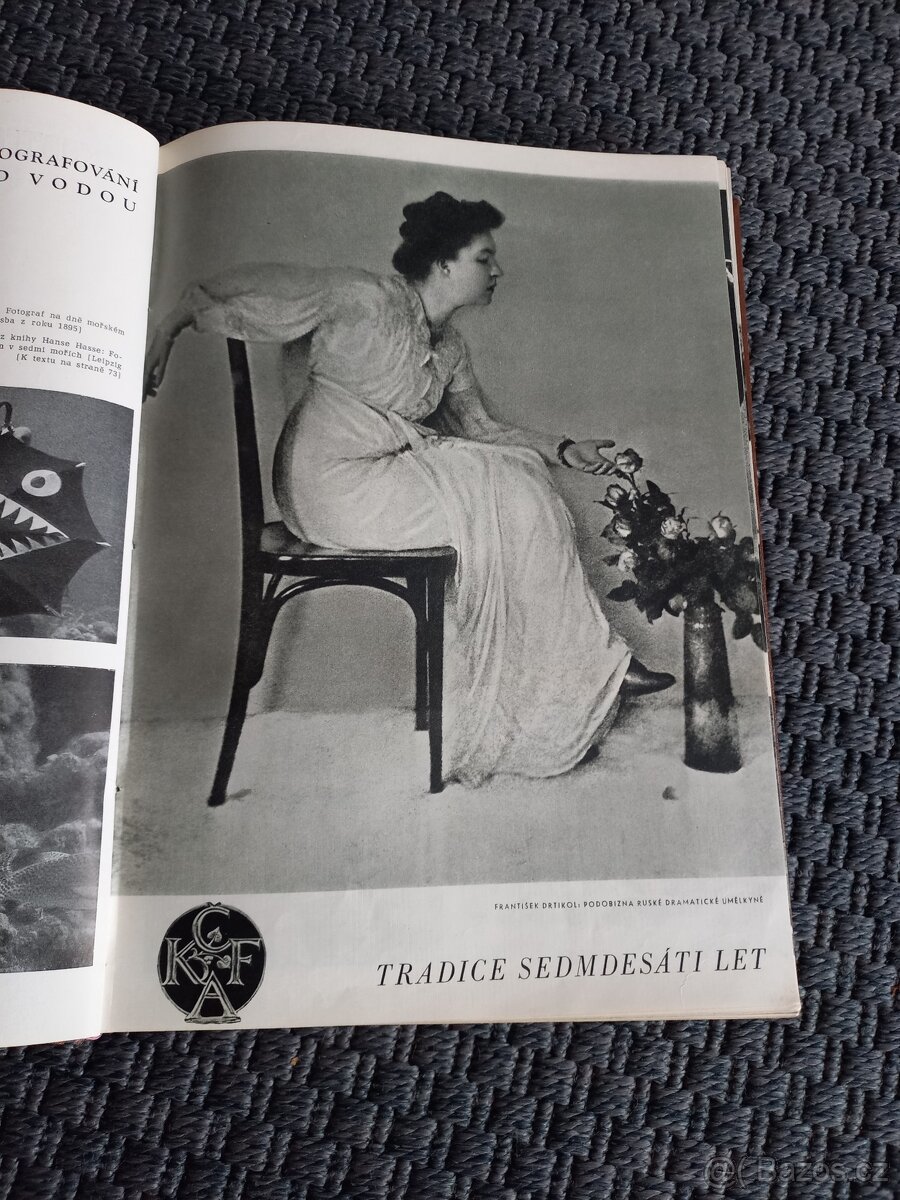 OGRAFOVÁNÍ
D VODOU
Fotograf na dně mořském
sba z roku 1895)
z knihy Hanse Hasse: Fo-
n v sedmi mořích (Leipzig
(K textu na straně 73)
FRANTIŠEK DRTIKOL: PODOBIZNA RUSKÉ DRAMATICKÉ UMĚLKYNĚ
Č
K F
A
TRADICE SEDMDESÁTI LET
@ Bazoš.cz